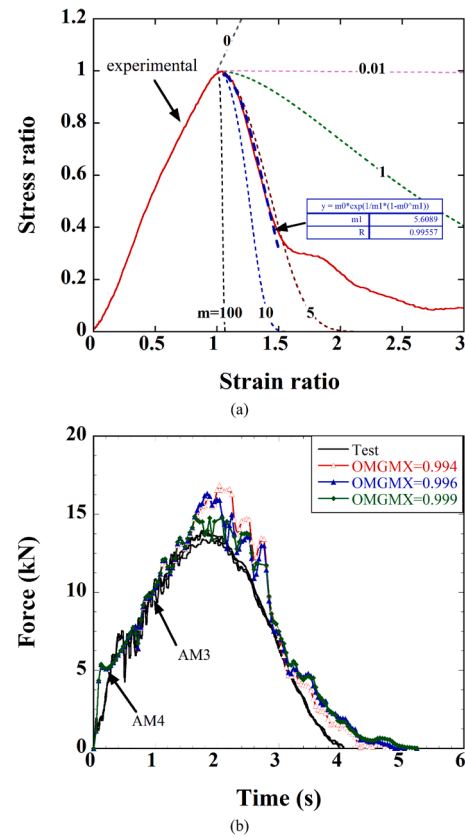 0
1.2
1
0.8
0.6
0.4
0.2
0
experimental
0.01
1
y = m0*exp(1/m1*(1-m0^m1))
m1 5.6089
R 0.99557
m=100 10 5
0 0.5 1 1.5 2 2.5 3
Stress ratio
Strain ratio
(a)
20
15
10
5
0
Test
OMGMX=0.994
OMGMX=0.996
OMGMX=0.999
AM3
AM4
0 1 2 3 4 5 6
Force (kN)
Time (s)
(b)